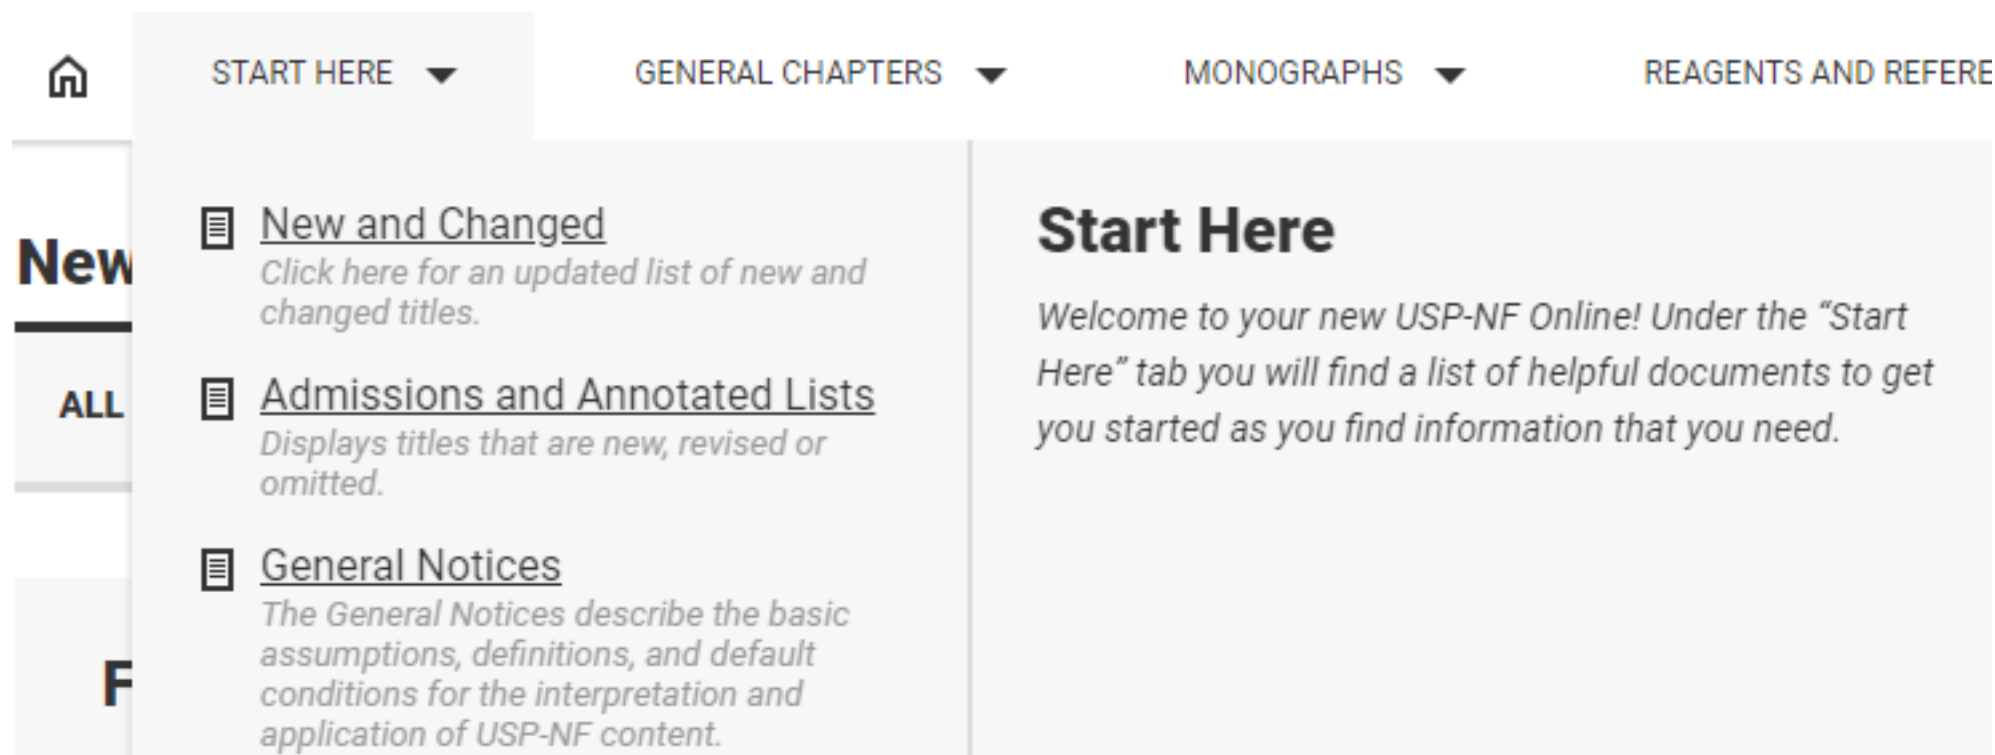 START HERE
GENERAL CHAPTERS
MONOGRAPHS
REAGENTS AND REFERE
New
ALL
F
New and Changed
Click here for an updated list of new and
changed titles.
Admissions and Annotated Lists
Displays titles that are new, revised or
omitted.
General Notices
The General Notices describe the basic
assumptions, definitions, and default
conditions for the interpretation and
application of USP-NF content.
Start Here
Welcome to your new USP-NF Online! Under the “Start
Here” tab you will find a list of helpful documents to get
you started as you find information that you need.